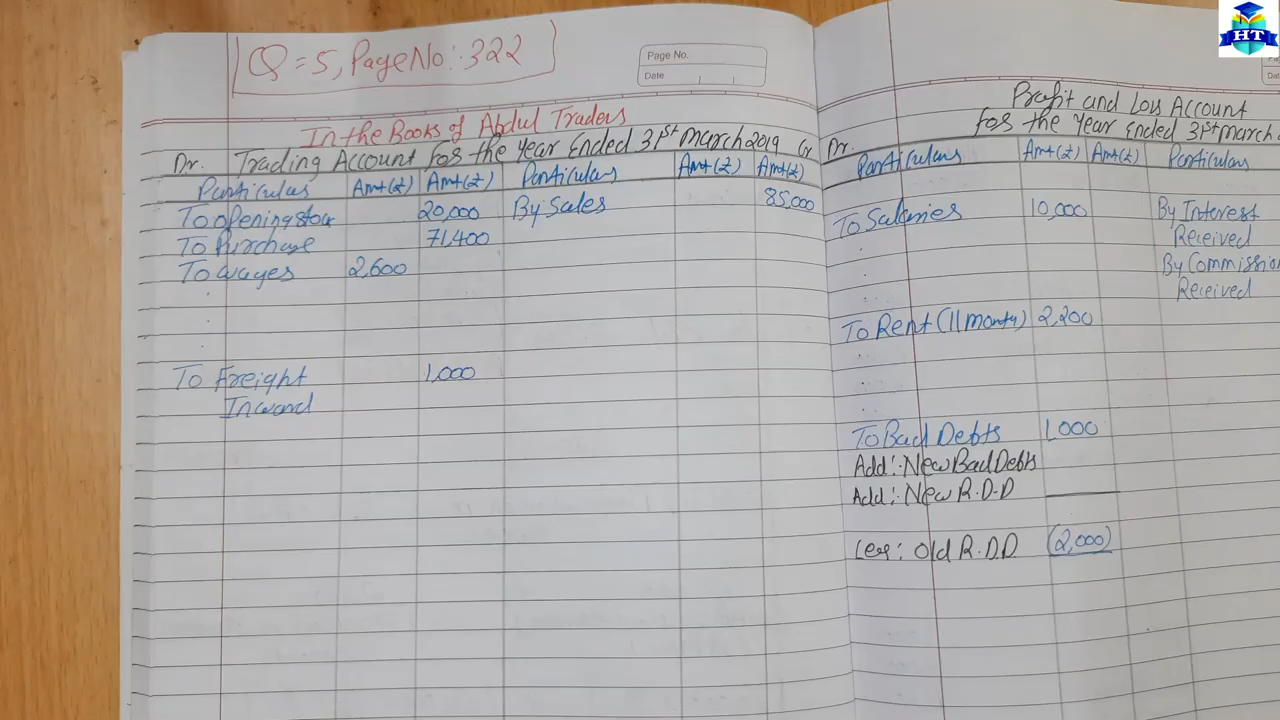 HT
Q=5, Page No:- 322
Page No.
Date
In the Books of Abdul Traders
Dr. Trading Account for the Year Ended 31st March 2019 Cr
Particulars Amt(₹) Amt(₹) Particulars Amt(₹) Amt(₹)
To opening stock 20,000 By Sales 85,000
To Purchase 71,400
To wages 2,600
To Freight 1,000
Inward
Profit and Loss Account
for the Year Ended 31st March
Dr.
Particulars Amt(₹) Amt(₹) Particulars
To Salaries 10,000 By Interest
Received
By Commission
Received
To Rent (11 month) 2,200
To Bad Debts 1,000
Add:- New Bad Debts
Add:- New R.D.D
Less: Old R.D.D. (2,000)